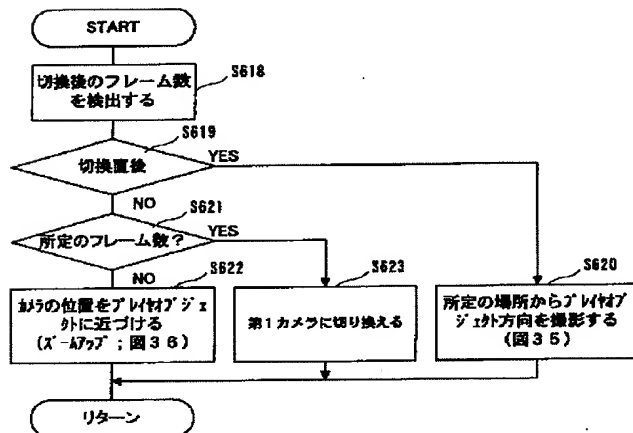 START
S618
切換後のフレーム数
を検出する
S619
切換直後
YES
NO
S621
所定のフレーム数?
YES
NO
S622
カメラの位置をプレイヤオブジェ
クトに近づける
(ズームアップ;図36)
S623
第1カメラに切り換える
S620
所定の場所からプレイヤオブ
ジェクト方向を撮影する
(図35)
リターン